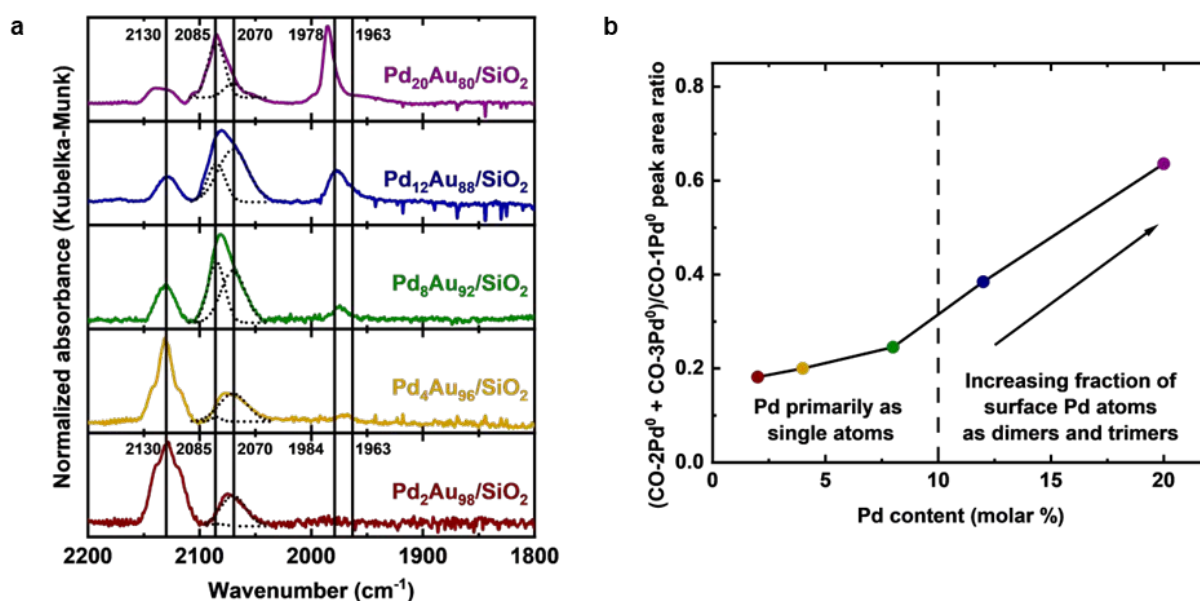 a
Normalized absorbance (Kubelka-Munk)
2130 2085 2070 1978 1963
Pd₂₀Au₈₀/SiO₂
Pd₁₂Au₈₈/SiO₂
Pd₈Au₉₂/SiO₂
Pd₄Au₉₆/SiO₂
2130 2085 2070 1984 1963
Pd₂Au₉₈/SiO₂
2200 2100 2000 1900 1800
Wavenumber (cm⁻¹)
b
(CO-2Pd⁰ + CO-3Pd⁰)/CO-1Pd⁰ peak area ratio
0.8
0.6
0.4
0.2
0.0
Pd primarily as
single atoms
Increasing fraction of
surface Pd atoms
as dimers and trimers
0 5 10 15 20
Pd content (molar %)